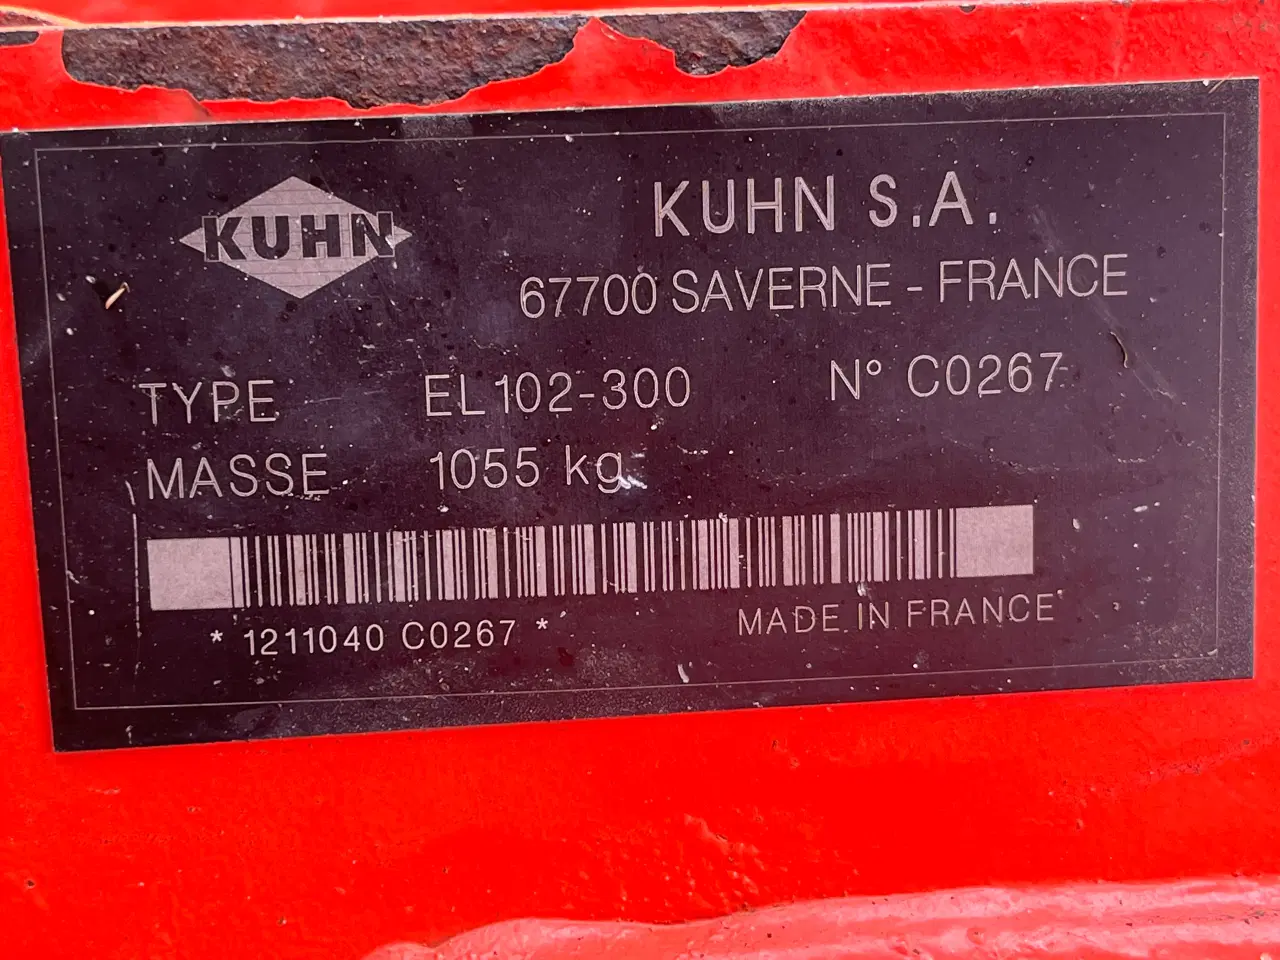 KUHN
KUHN S.A.
67700 SAVERNE - FRANCE
TYPE EL102-300 N° C0267
MASSE 1055 kg
* 1211040 C0267 *
MADE IN FRANCE